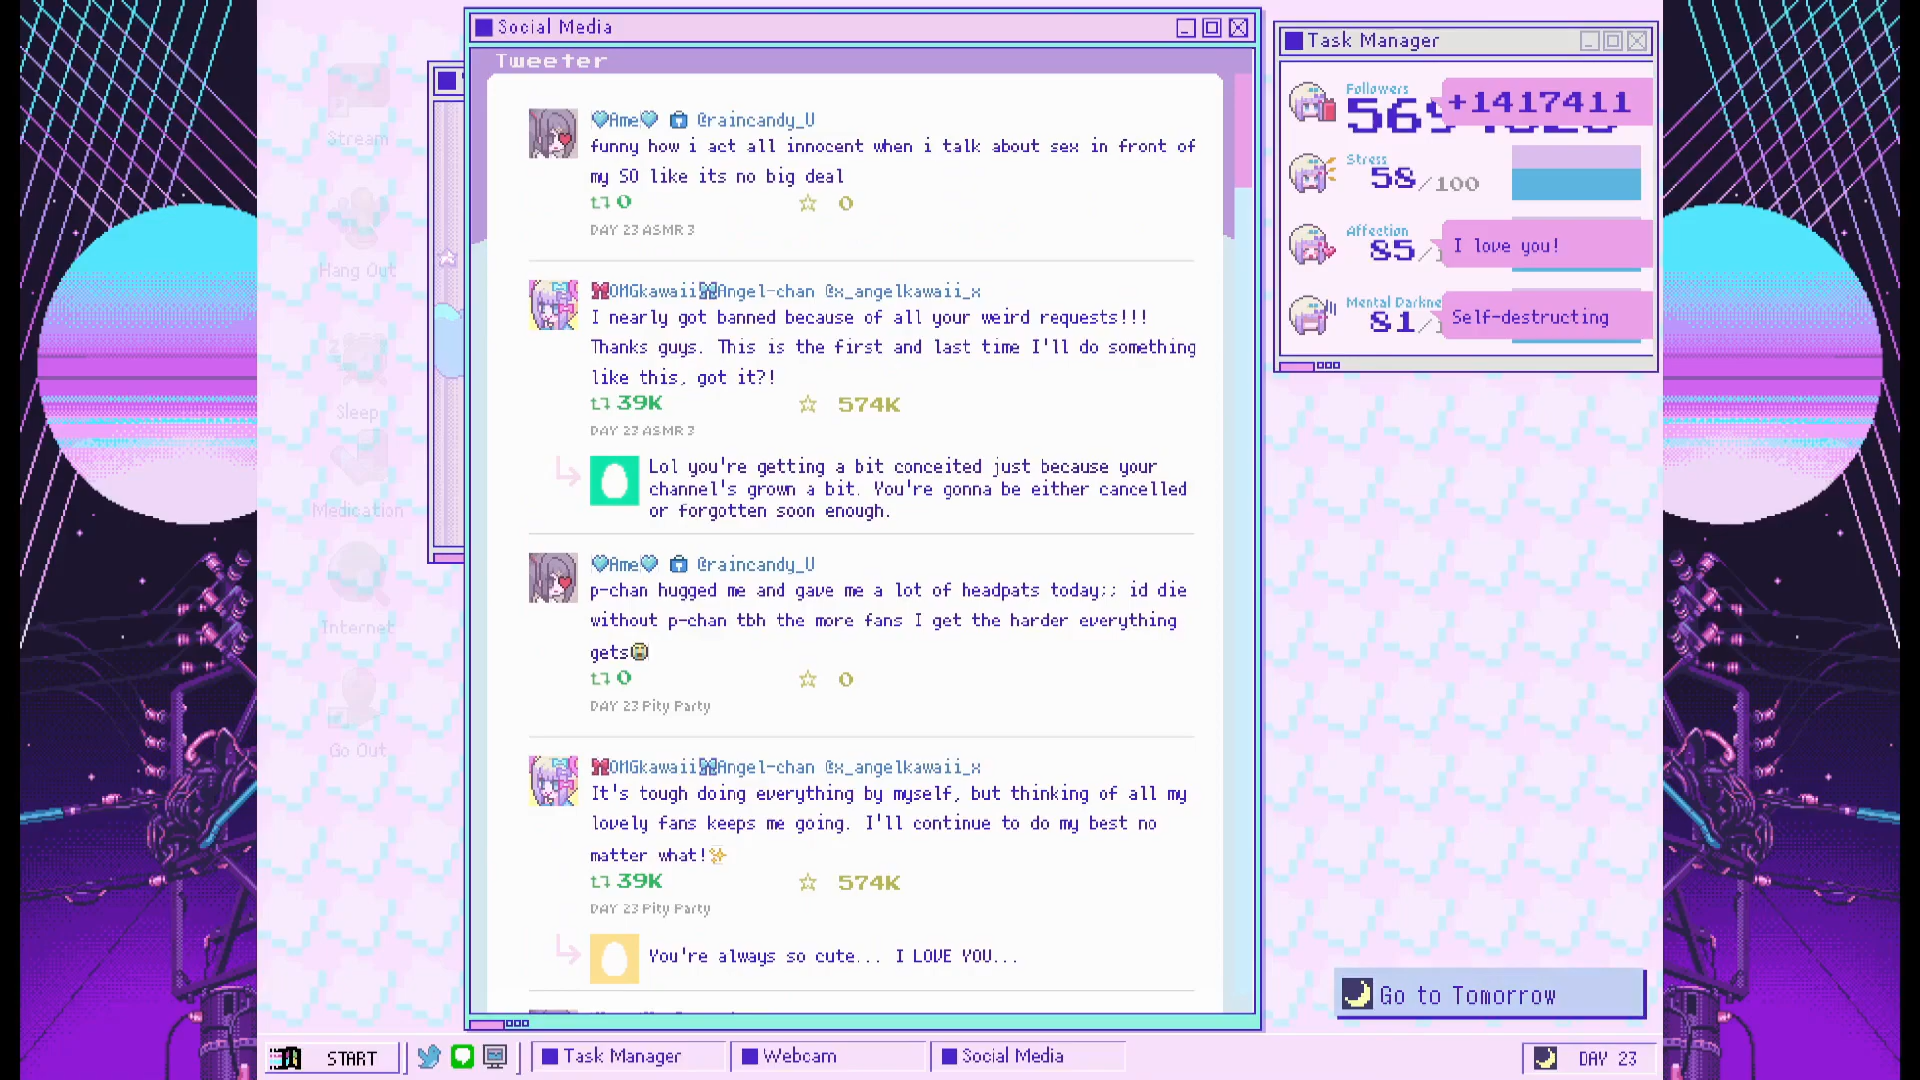 Social Media
Tweeter
Ame @raincandy_U
funny how i act all innocent when i talk about sex in front of
my SO like its no big deal
0 0
DAY 23 ASMR 3
OMGkawaiiAngel-chan @x_angelkawaii_x
I nearly got banned because of all your weird requests!!!
Thanks guys. This is the first and last time I'll do something
like this, got it?!
39K 574K
DAY 23 ASMR 3
Lol you're getting a bit conceited just because your
channel's grown a bit. You're gonna be either cancelled
or forgotten soon enough.
Ame @raincandy_U
p-chan hugged me and gave me a lot of headpats today;; id die
without p-chan tbh the more fans I get the harder everything
gets
0 0
DAY 23 Pity Party
OMGkawaiiAngel-chan @x_angelkawaii_x
It's tough doing everything by myself, but thinking of all my
lovely fans keeps me going. I'll continue to do my best no
matter what!
39K 574K
DAY 23 Pity Party
You're always so cute... I LOVE YOU...
Task Manager
Followers
+1417411
Stress
58/100
Affection
85/
I love you!
Mental Darkne
81/
Self-destructing
Stream
Hang Out
Sleep
Medication
Internet
Go Out
Go to Tomorrow
START
Task Manager
Webcam
Social Media
DAY 23